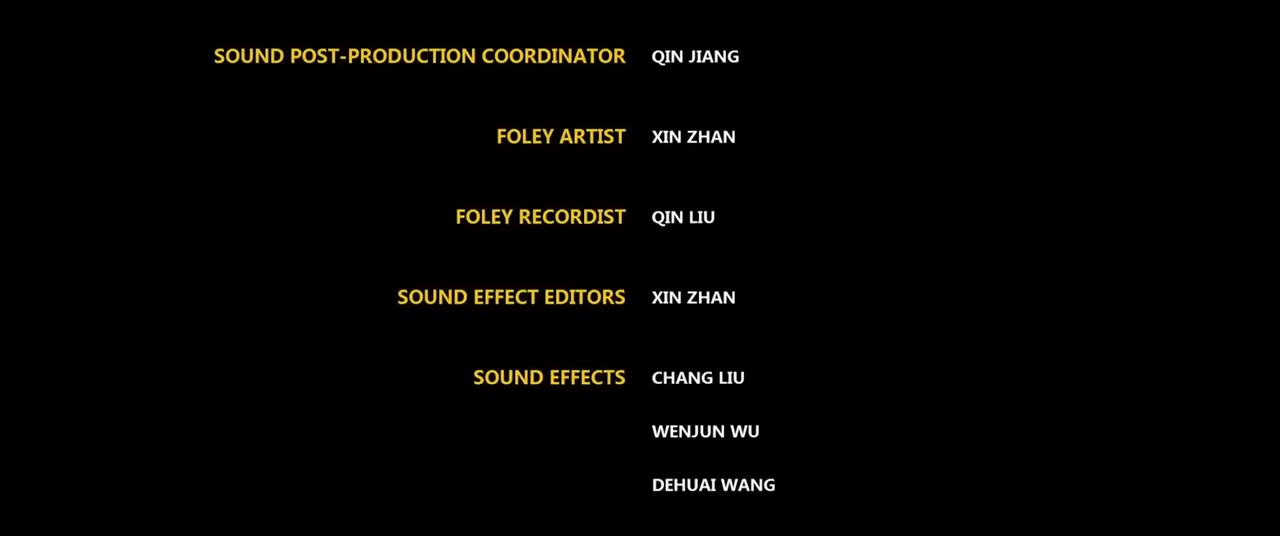 SOUND POST-PRODUCTION COORDINATOR QIN JIANG
FOLEY ARTIST XIN ZHAN
FOLEY RECORDIST QIN LIU
SOUND EFFECT EDITORS XIN ZHAN
SOUND EFFECTS CHANG LIU
WENJUN WU
DEHUAI WANG